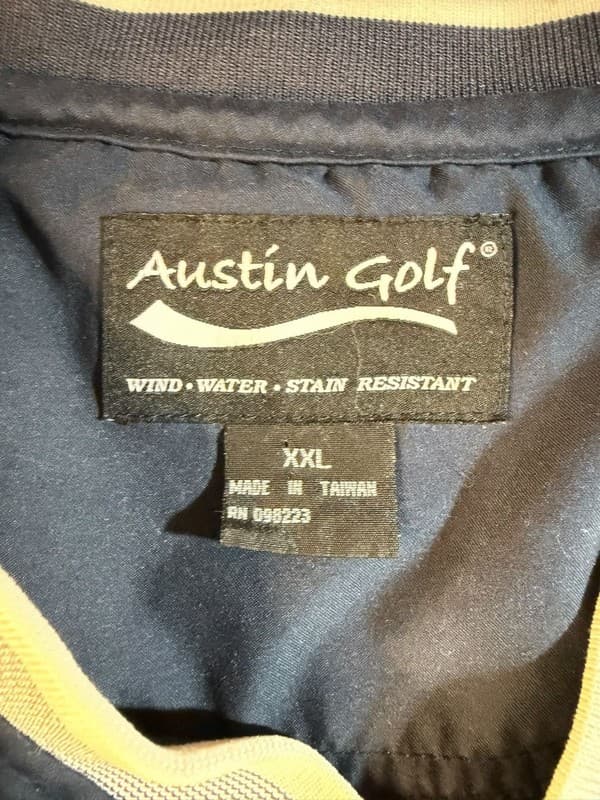 Austin Golf®
WIND • WATER • STAIN RESISTANT
XXL
MADE IN TAIWAN
RN 098223